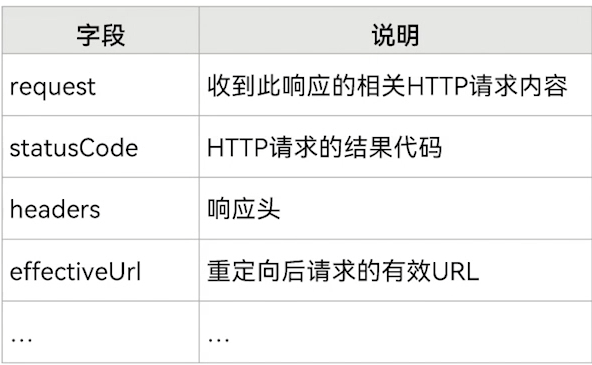 字段 说明
request 收到此响应的相关HTTP请求内容
statusCode HTTP请求的结果代码
headers 响应头
effectiveUrl 重定向后请求的有效URL
... ...